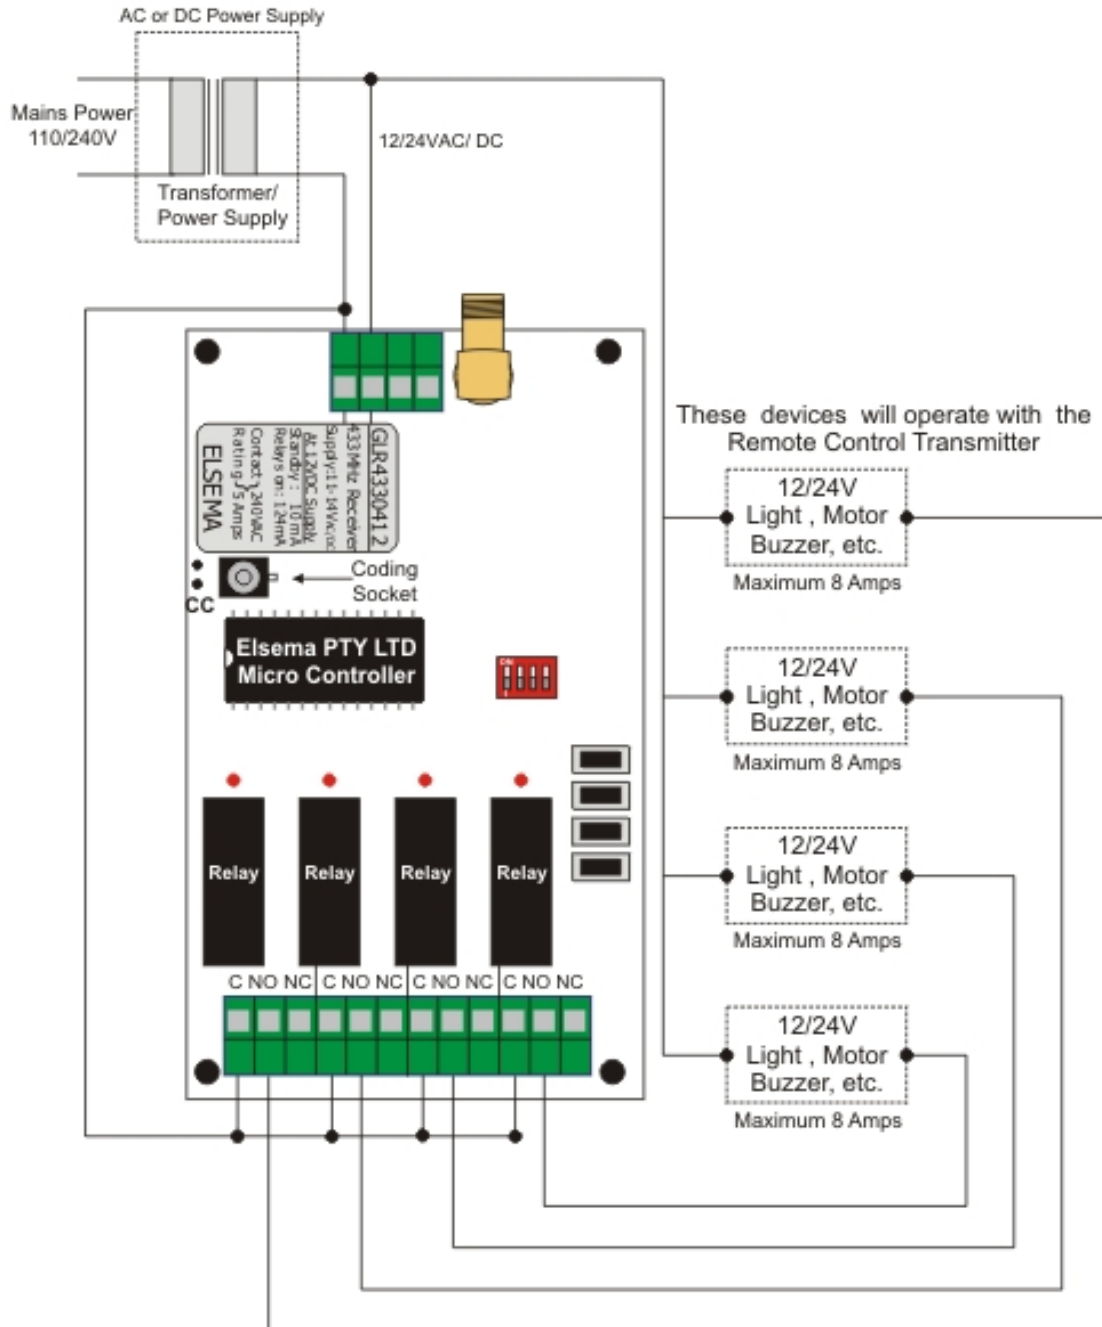 AC or DC Power Supply
Mains Power
110/240V
12/24VAC/ DC
Transformer/
Power Supply
GLR4330412
433MHz Receiver
Supply:11-14VAC/DC
At 12VDC Supply
Standby : 10mA
Relays on: 124mA
Contact 240VAC
Rating 5 Amps
ELSEMA
Coding
Socket
CC
Elsema PTY LTD
Micro Controller
ON
1
Relay
Relay
Relay
Relay
C NO NC C NO NC C NO NC C NO NC
These devices will operate with the
Remote Control Transmitter
12/24V
Light , Motor
Buzzer, etc.
Maximum 8 Amps
12/24V
Light , Motor
Buzzer, etc.
Maximum 8 Amps
12/24V
Light , Motor
Buzzer, etc.
Maximum 8 Amps
12/24V
Light , Motor
Buzzer, etc.
Maximum 8 Amps